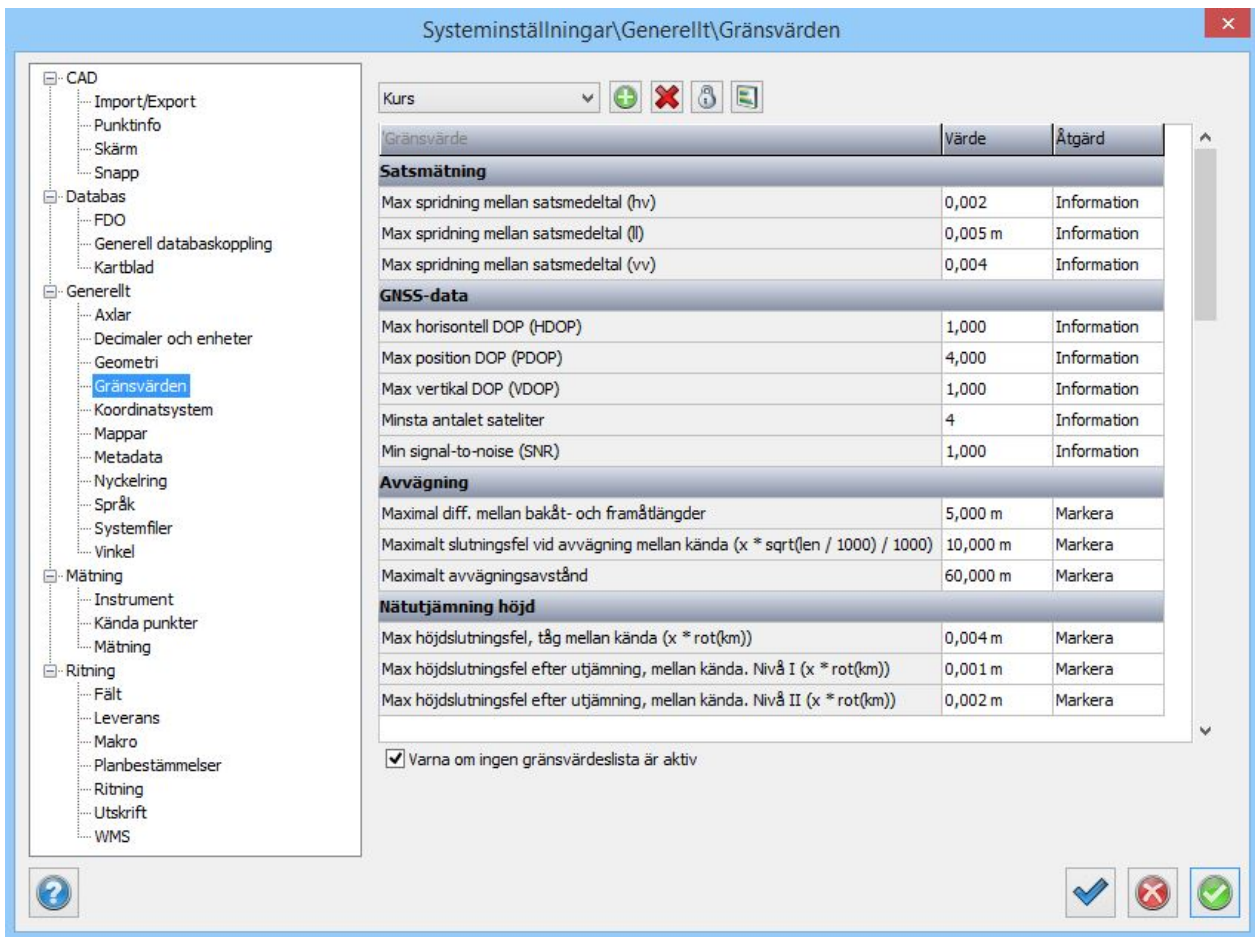 Systeminställningar\Generellt\Gränsvärden
CAD
Import/Export
Punktinfo
Skärm
Snapp
Databas
FDO
Generell databaskoppling
Kartblad
Generellt
Axlar
Decimaler och enheter
Geometri
Gränsvärden
Koordinatsystem
Mappar
Metadata
Nyckelring
Språk
Systemfiler
Vinkel
Mätning
Instrument
Kända punkter
Mätning
Ritning
Fält
Leverans
Makro
Planbestämmelser
Ritning
Utskrift
WMS
Kurs
'Gränsvärde Värde Åtgärd
Satsmätning
Max spridning mellan satsmedeltal (hv) 0,002 Information
Max spridning mellan satsmedeltal (ll) 0,005 m Information
Max spridning mellan satsmedeltal (vv) 0,004 Information
GNSS-data
Max horisontell DOP (HDOP) 1,000 Information
Max position DOP (PDOP) 4,000 Information
Max vertikal DOP (VDOP) 1,000 Information
Minsta antalet sateliter 4 Information
Min signal-to-noise (SNR) 1,000 Information
Avvägning
Maximal diff. mellan bakåt- och framåtlängder 5,000 m Markera
Maximalt slutningsfel vid avvägning mellan kända (x * sqrt(len / 1000) / 1000) 10,000 m Markera
Maximalt avvägningsavstånd 60,000 m Markera
Nätutjämning höjd
Max höjdslutningsfel, tåg mellan kända (x * rot(km)) 0,004 m Markera
Max höjdslutningsfel efter utjämning, mellan kända. Nivå I (x * rot(km)) 0,001 m Markera
Max höjdslutningsfel efter utjämning, mellan kända. Nivå II (x * rot(km)) 0,002 m Markera
Varna om ingen gränsvärdeslista är aktiv